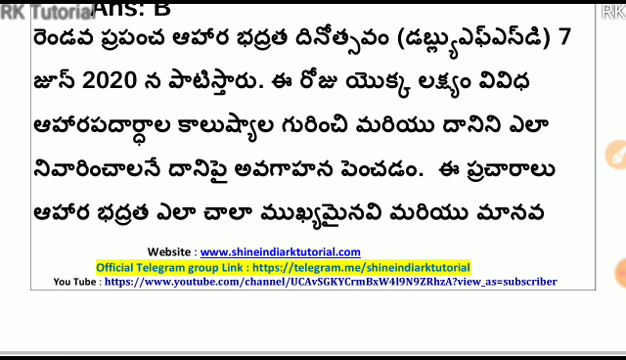 RK Tutorial
Ans: B
RK
రెండవ ప్రపంచ ఆహార భద్రత దినోత్సవం (డబ్ల్యుఎఫ్ఎస్‌డి) 7
జూన్ 2020 న పాటిస్తారు. ఈ రోజు యొక్క లక్ష్యం వివిధ
ఆహారపదార్థాల కాలుష్యాల గురించి మరియు దానిని ఎలా
నివారించాలనే దానిపై అవగాహన పెంచడం. ఈ ప్రచారాలు
ఆహార భద్రత ఎలా చాలా ముఖ్యమైనవి మరియు మానవ
Website : www.shineindiarktutorial.com
Official Telegram group Link : https://telegram.me/shineindiarktutorial
You Tube : https://www.youtube.com/channel/UCAvSGKYCrmBxW4I9N9ZRhzA?view_as=subscriber